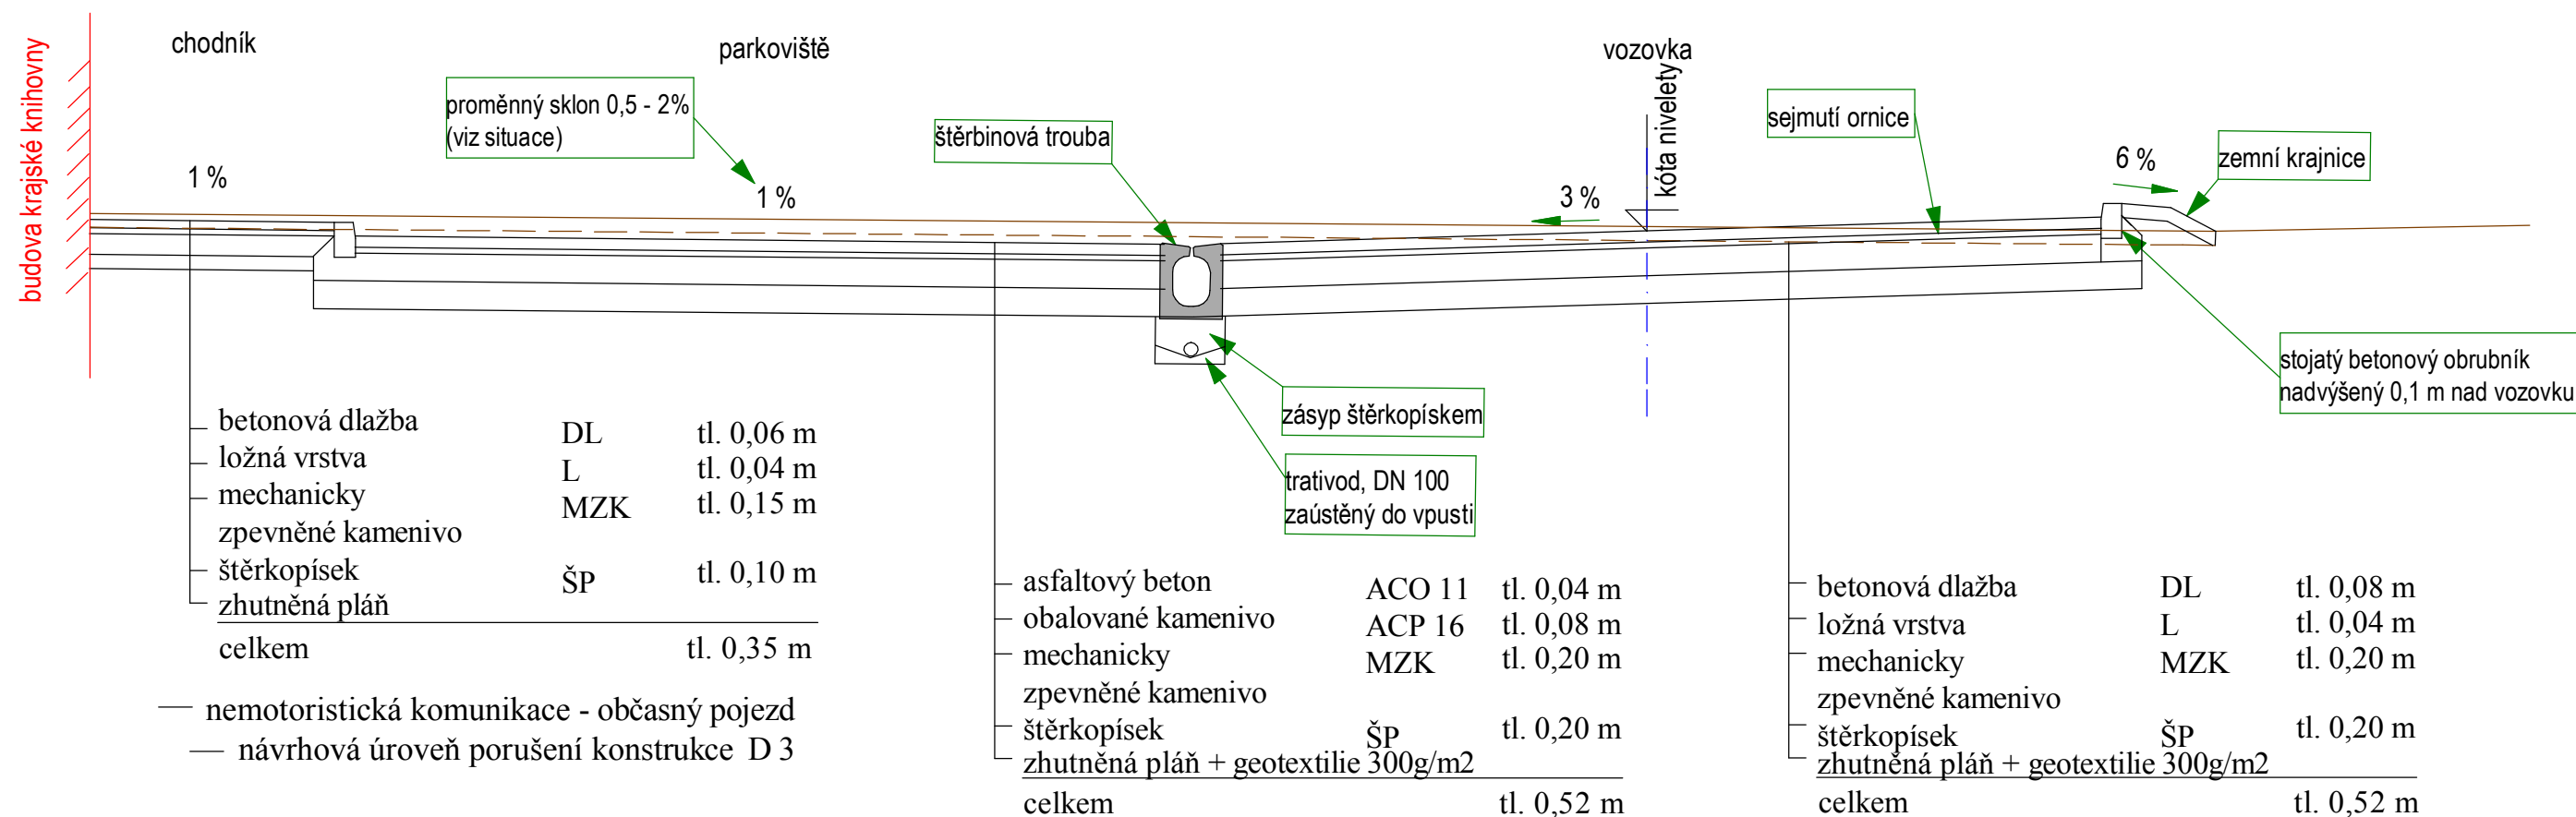 budova krajské knihovny
chodník
parkoviště
vozovka
kóta nivelety
proměnný sklon 0,5 - 2%
(viz situace)
štěrbinová trouba
sejmutí ornice
zemní krajnice
1 %
1 %
3 %
6 %
stojatý betonový obrubník
nadvýšený 0,1 m nad vozovku
zásyp štěrkopískem
trativod, DN 100
zaústěný do vpusti
betonová dlažba DL tl. 0,06 m
ložná vrstva L tl. 0,04 m
mechanicky MZK tl. 0,15 m
zpevněné kamenivo
štěrkopísek ŠP tl. 0,10 m
zhutněná pláň
celkem tl. 0,35 m
nemotoristická komunikace - občasný pojezd
návrhová úroveň porušení konstrukce D 3
asfaltový beton ACO 11 tl. 0,04 m
obalované kamenivo ACP 16 tl. 0,08 m
mechanicky MZK tl. 0,20 m
zpevněné kamenivo
štěrkopísek ŠP tl. 0,20 m
zhutněná pláň + geotextilie 300g/m2
celkem tl. 0,52 m
betonová dlažba DL tl. 0,08 m
ložná vrstva L tl. 0,04 m
mechanicky MZK tl. 0,20 m
zpevněné kamenivo
štěrkopísek ŠP tl. 0,20 m
zhutněná pláň + geotextilie 300g/m2
celkem tl. 0,52 m